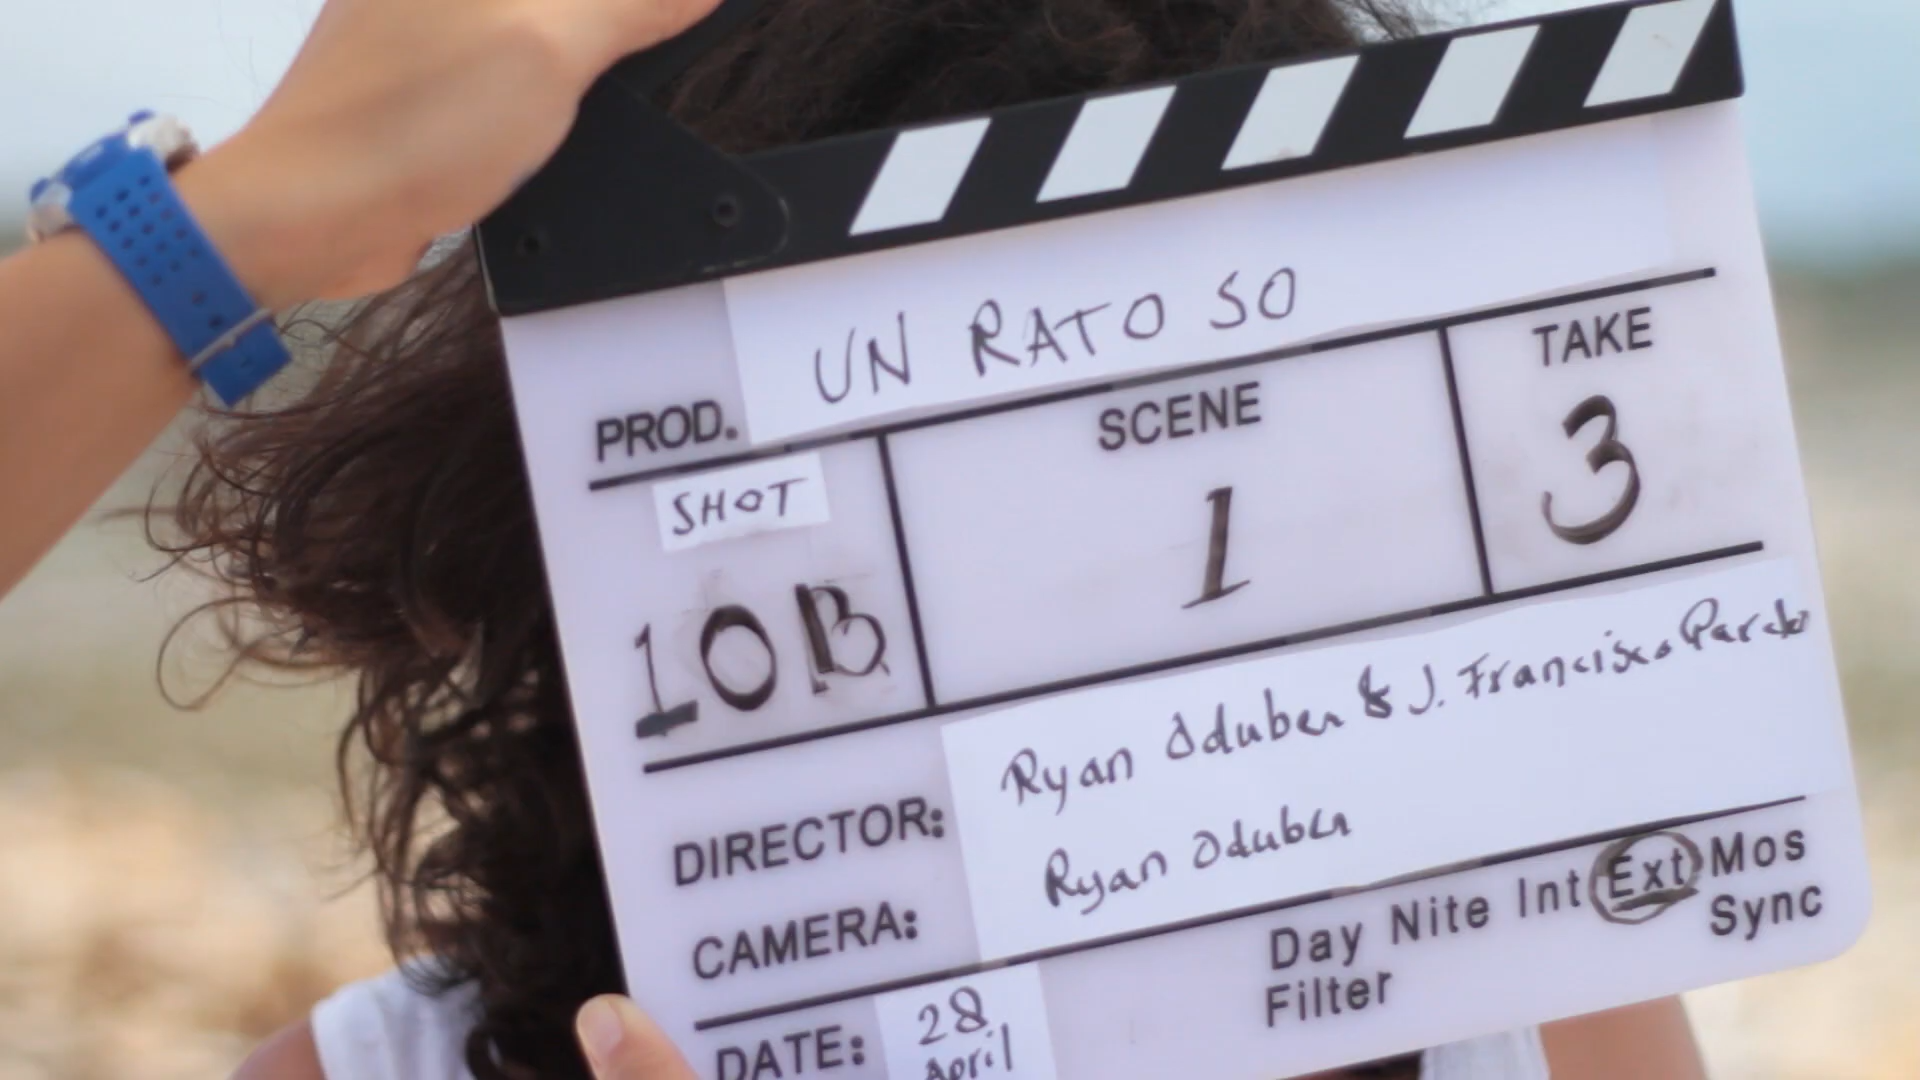 UN RATO SO
PROD.
SHOT
SCENE
TAKE
10B
1
3
DIRECTOR: Ryan Oduber & J. Francisco Pardo
CAMERA: Ryan Oduber
Day Nite Int Ext Mos
Filter Sync
DATE: 28
April